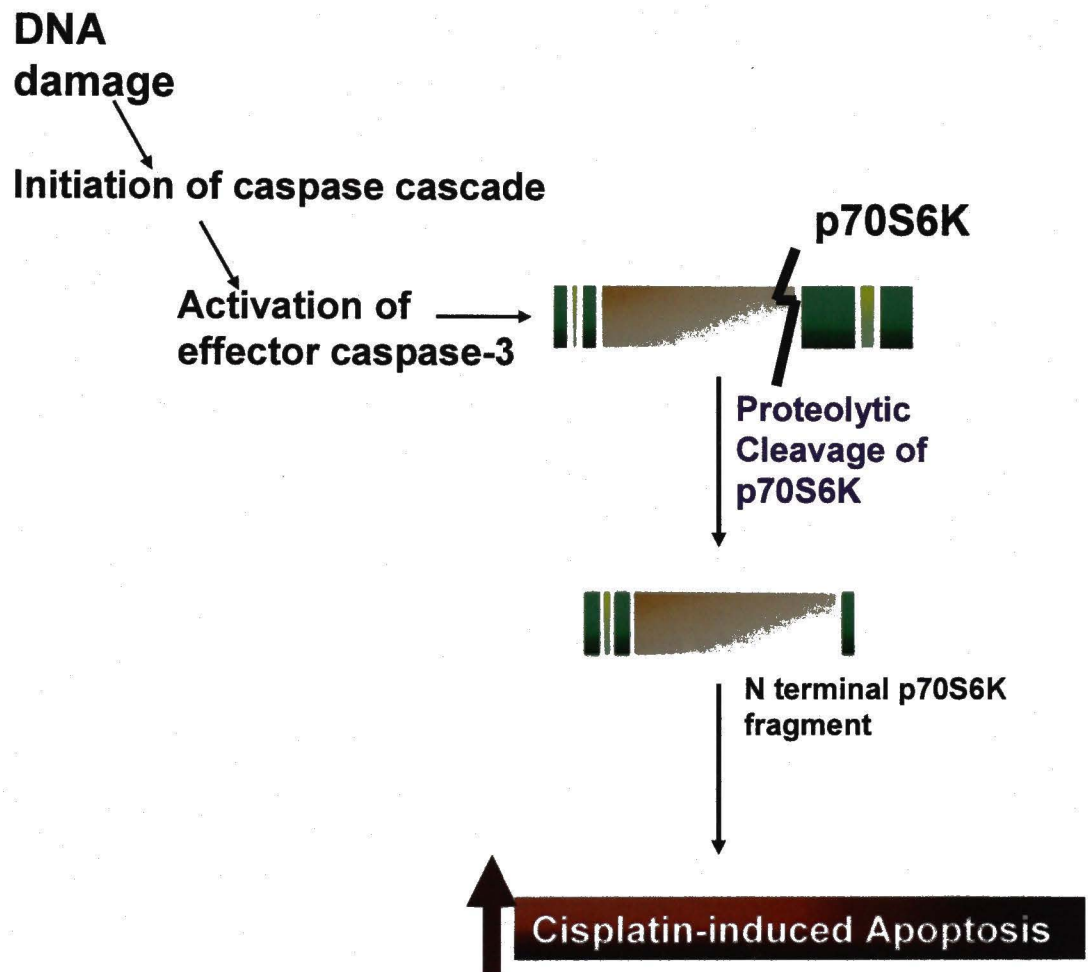 DNA
damage
Initiation of caspase cascade
p70S6K
Activation of
effector caspase-3
Proteolytic
Cleavage of
p70S6K
N terminal p70S6K
fragment
Cisplatin-induced Apoptosis